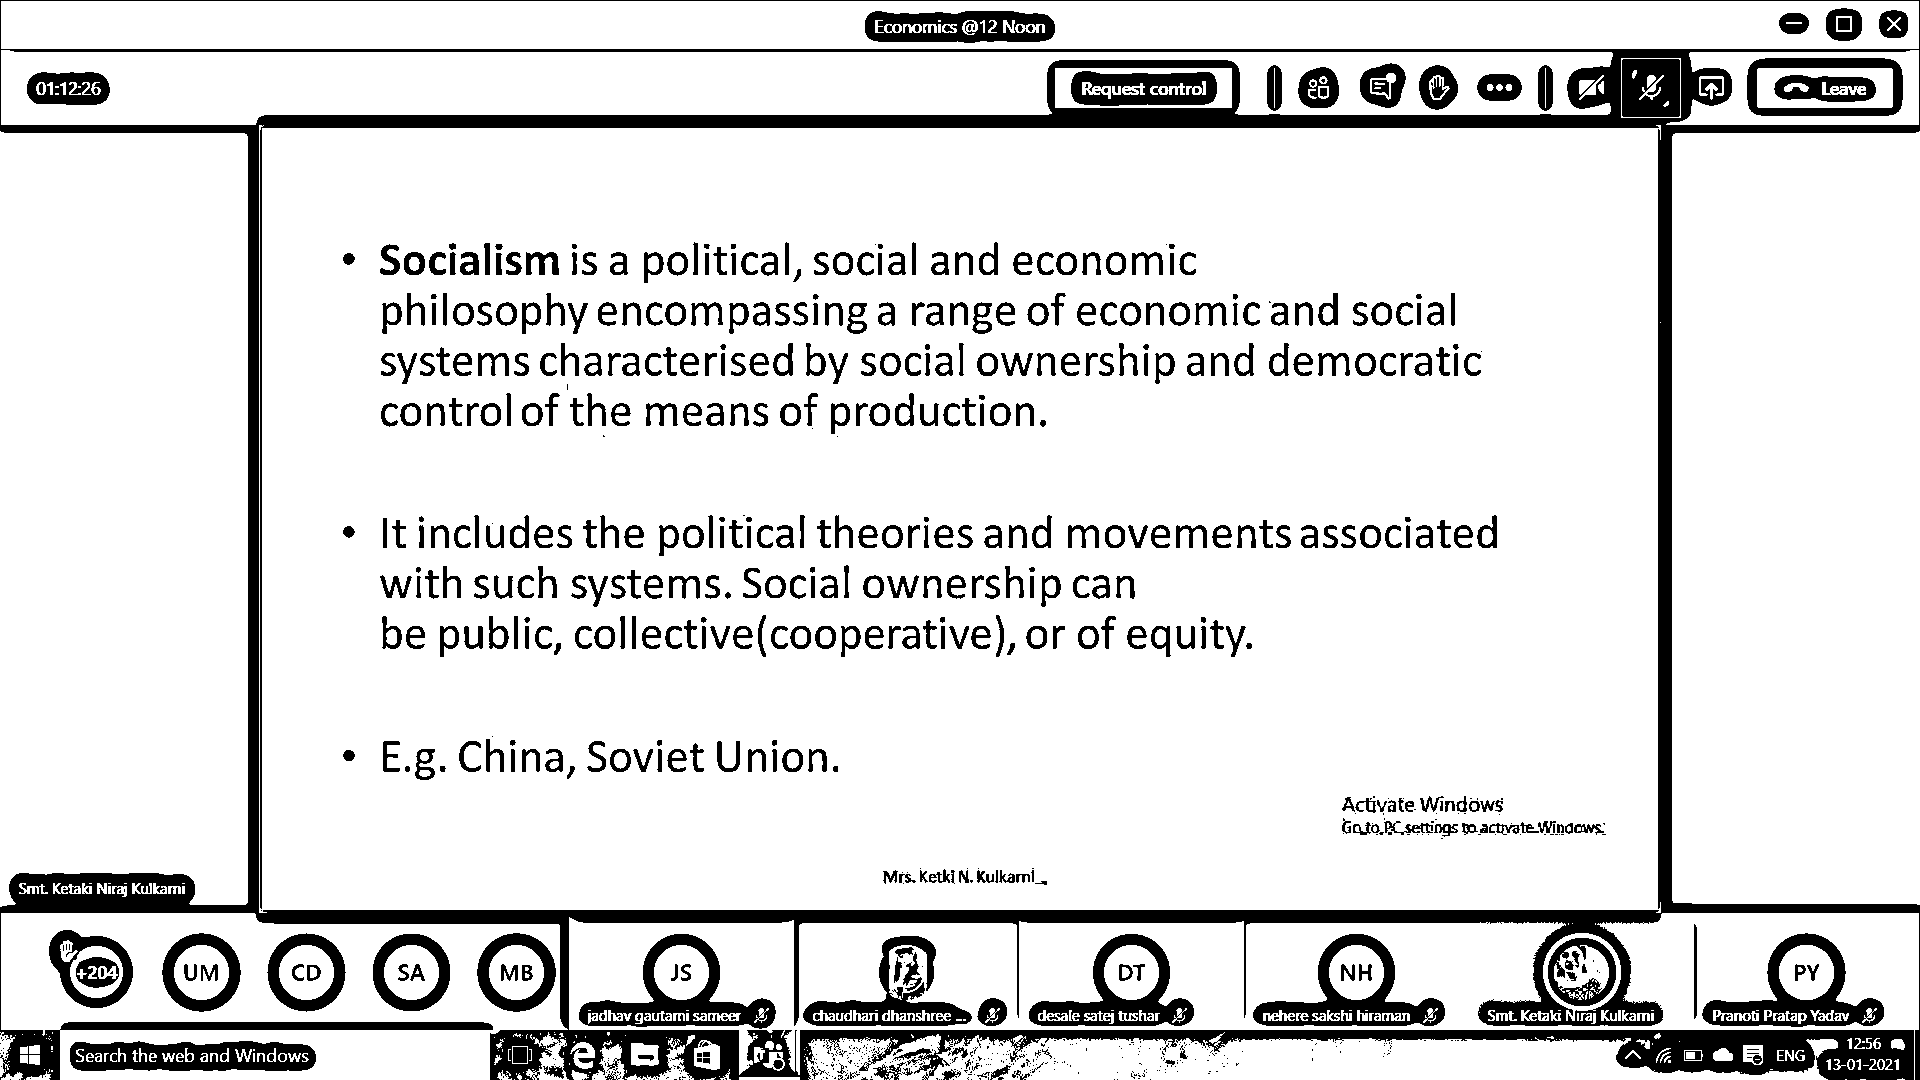 Economics @12 Noon
01:12:26
Request control
Leave
• Socialism is a political, social and economic
philosophy encompassing a range of economic and social
systems characterised by social ownership and democratic
control of the means of production.
• It includes the political theories and movements associated
with such systems. Social ownership can
be public, collective(cooperative), or of equity.
• E.g. China, Soviet Union.
Activate Windows
Go to PC settings to activate Windows.
Mrs. Ketki N. Kulkarni
Smt. Ketaki Niraj Kulkarni
+204 UM CD SA MB JS DT NH PY
jadhav gautami sameer chaudhari dhanshree ... desale satej tushar nehere sakshi hiraman Smt. Ketaki Niraj Kulkarni Pranoti Pratap Yadav
Search the web and Windows
ENG
12:56
13-01-2021